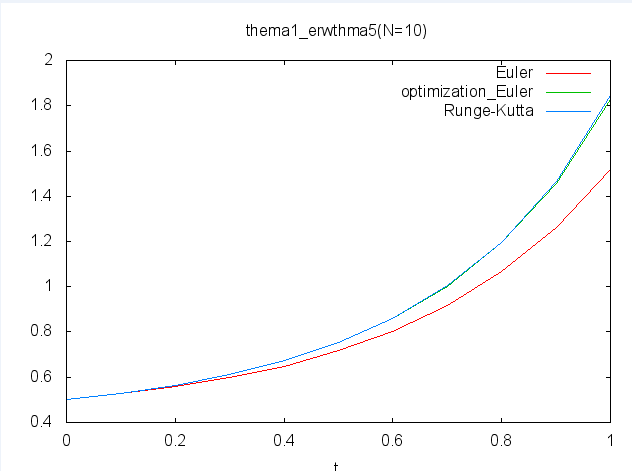 thema1_erwthma5(N=10)
2
Euler
optimization_Euler
1.8
Runge-Kutta
1.6
1.4
1.2
1
0.8
0.6
0.4
0 0.2 0.4 0.6 0.8 1
t